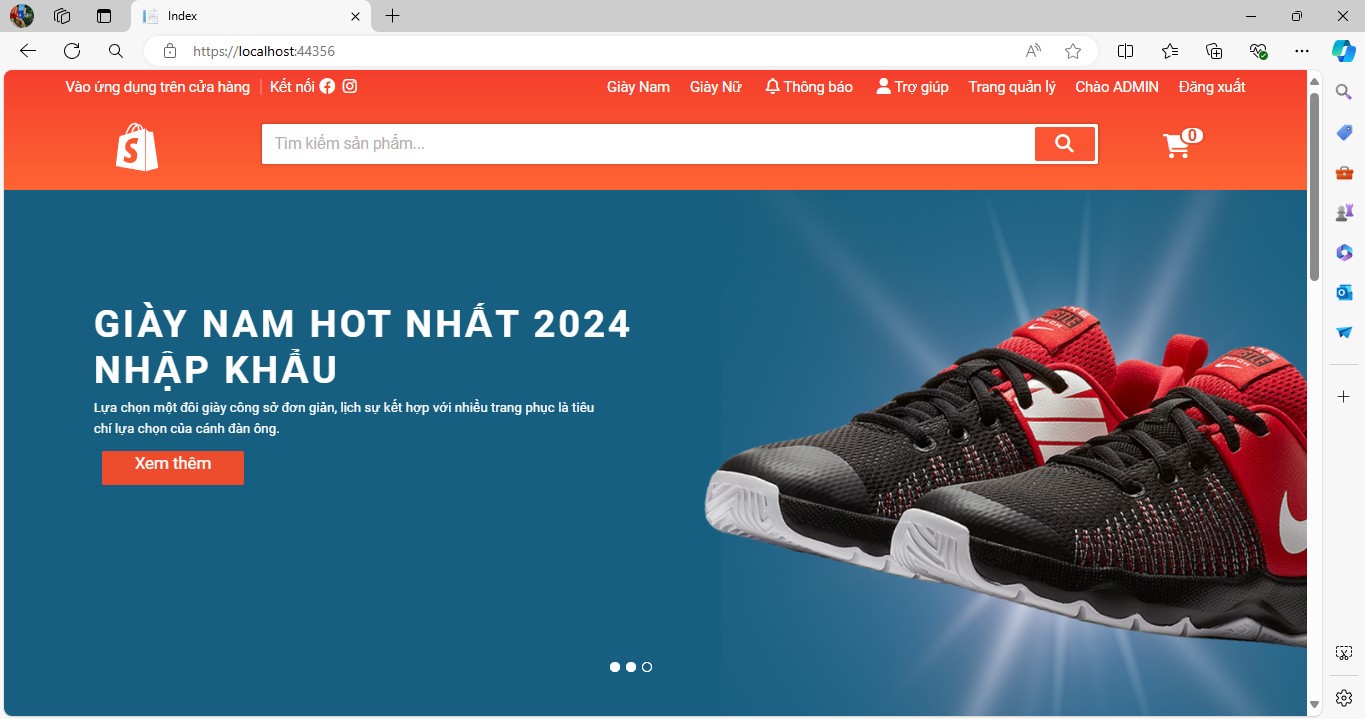 Index
https://localhost:44356
Vào ứng dụng trên cửa hàng
Kết nối
Giày Nam
Giày Nữ
Thông báo
Trợ giúp
Trang quản lý
Chào ADMIN
Đăng xuất
S
Tìm kiếm sản phẩm...
0
GIÀY NAM HOT NHẤT 2024
NHẬP KHẨU
Lựa chọn một đôi giày công sở đơn giản, lịch sự kết hợp với nhiều trang phục là tiêu
chí lựa chọn của cánh đàn ông.
Xem thêm